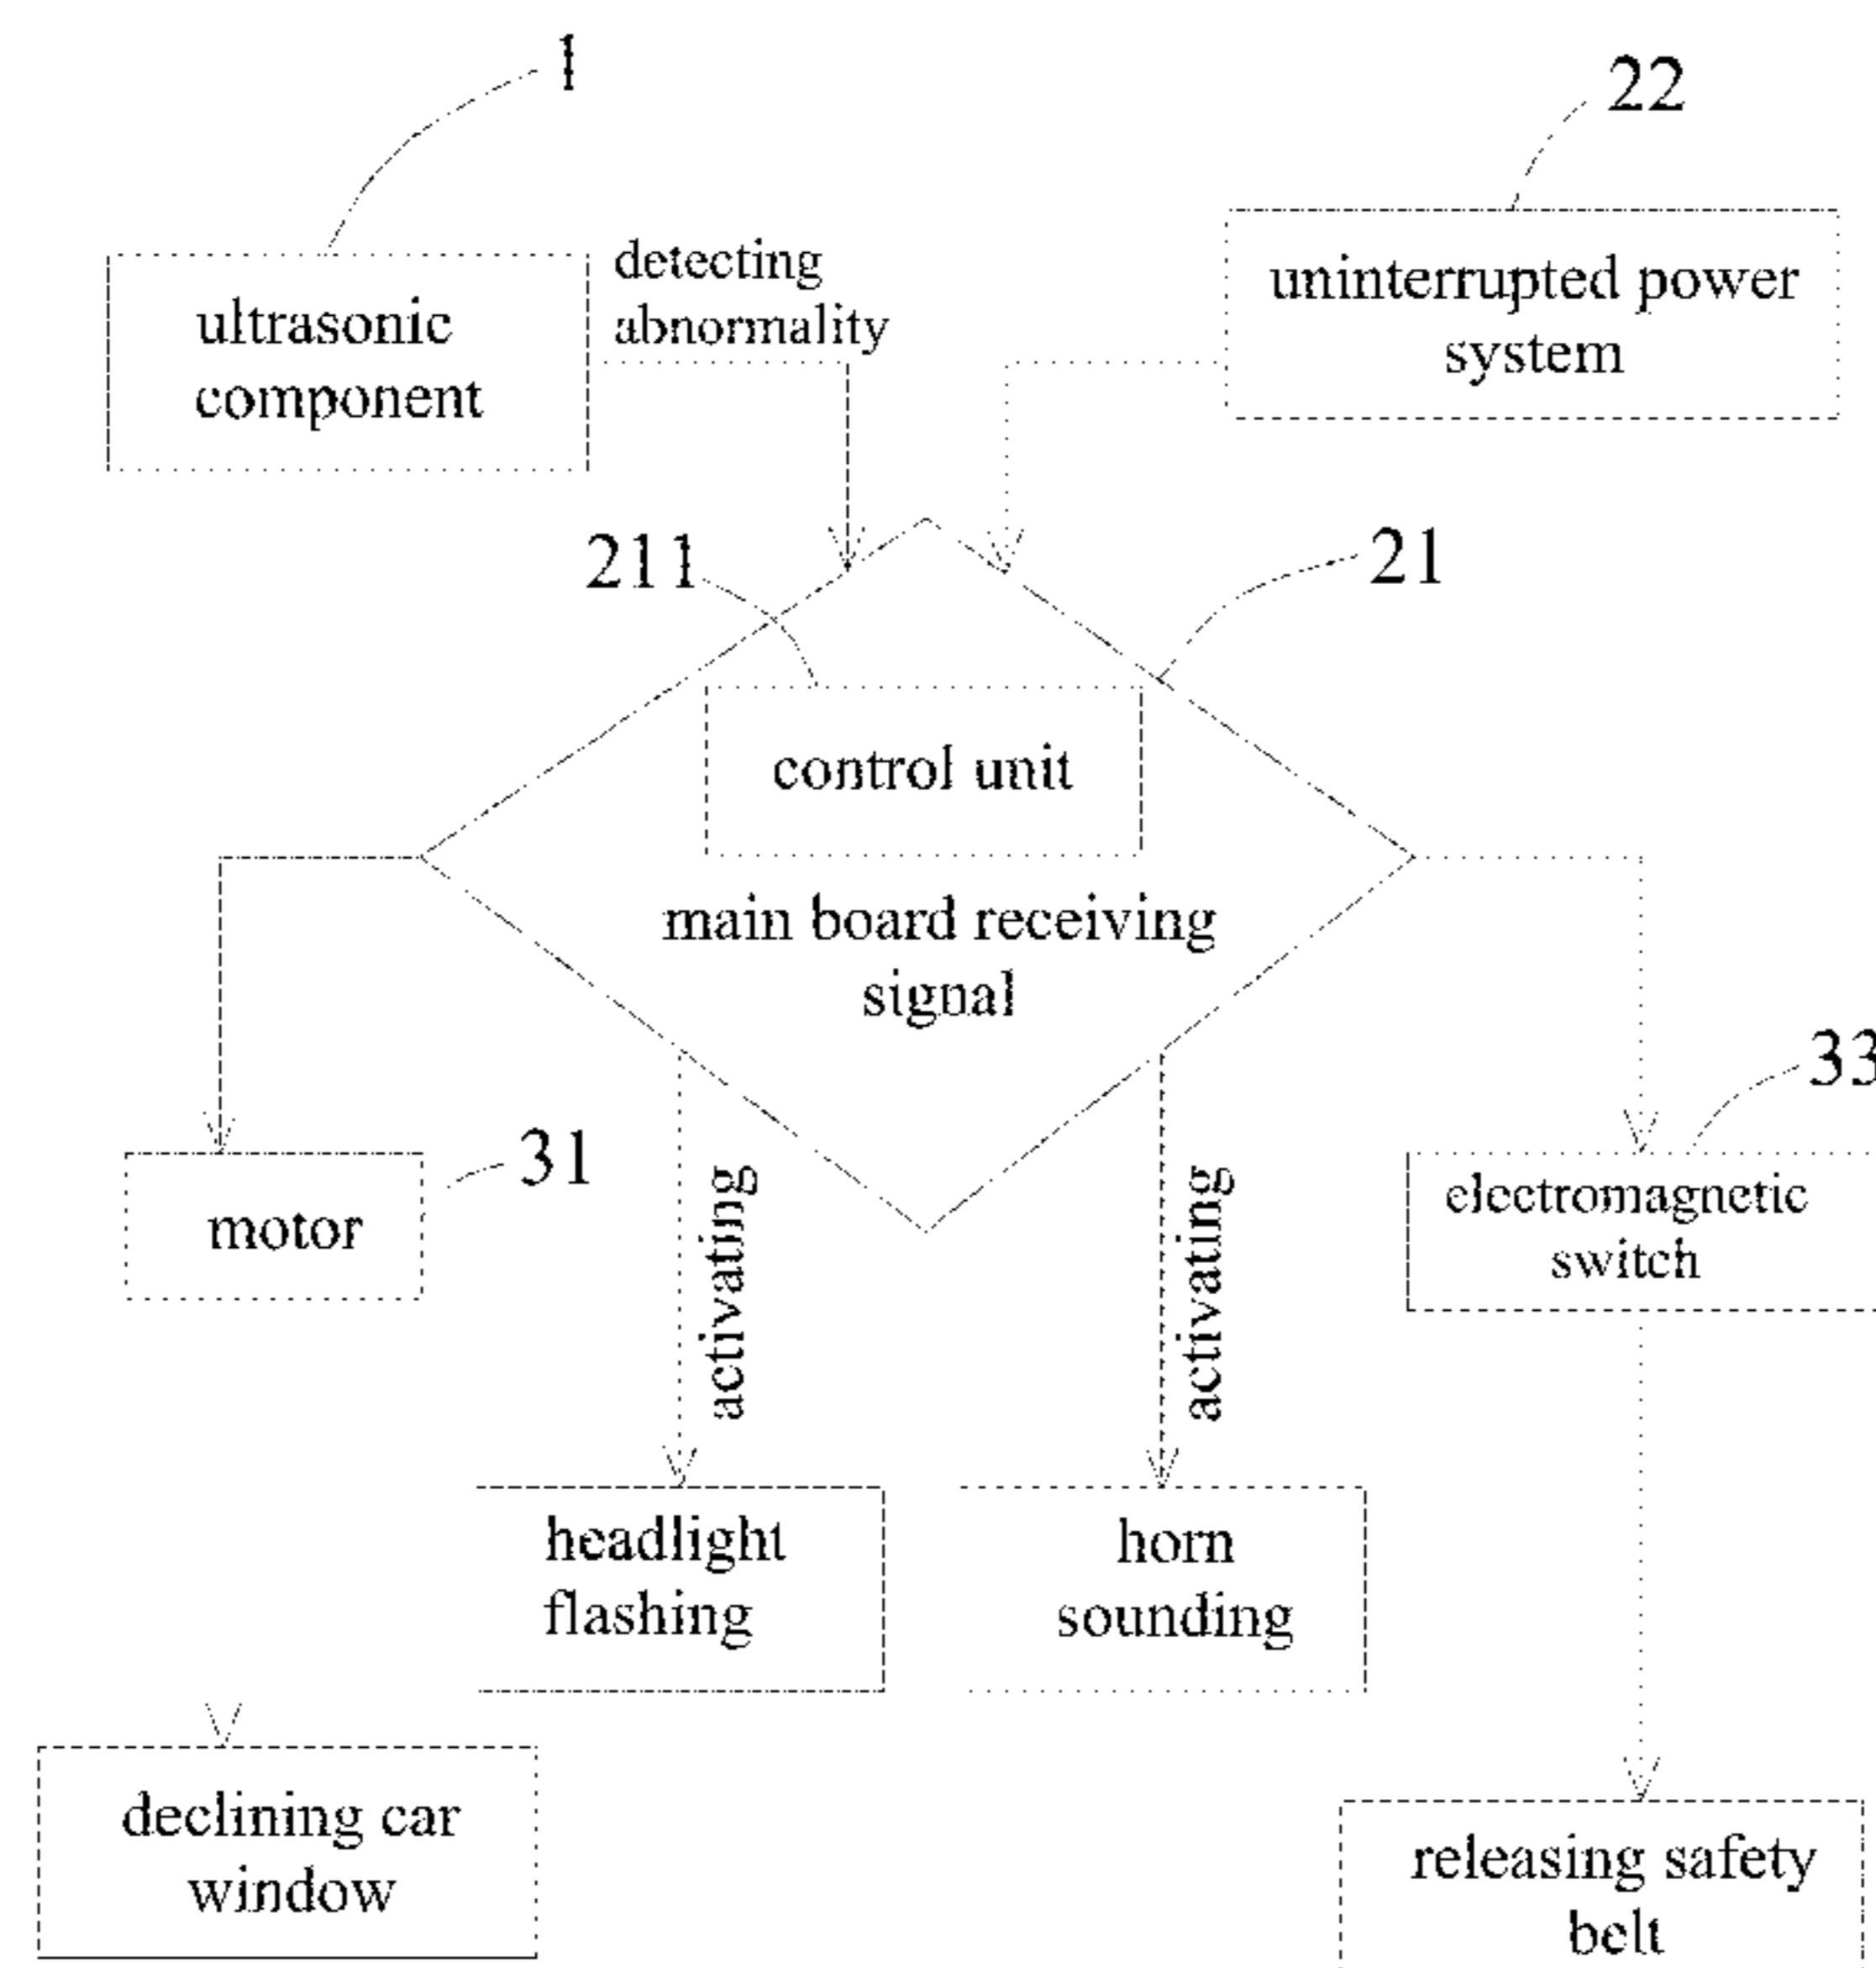 1
22
detecting
abnormality
ultrasonic
component
uninterrupted power
system
211
21
control unit
main board receiving
signal
33
31
motor
activating
activating
electromagnetic
switch
headlight
flashing
horn
sounding
declining car
window
releasing safety
belt